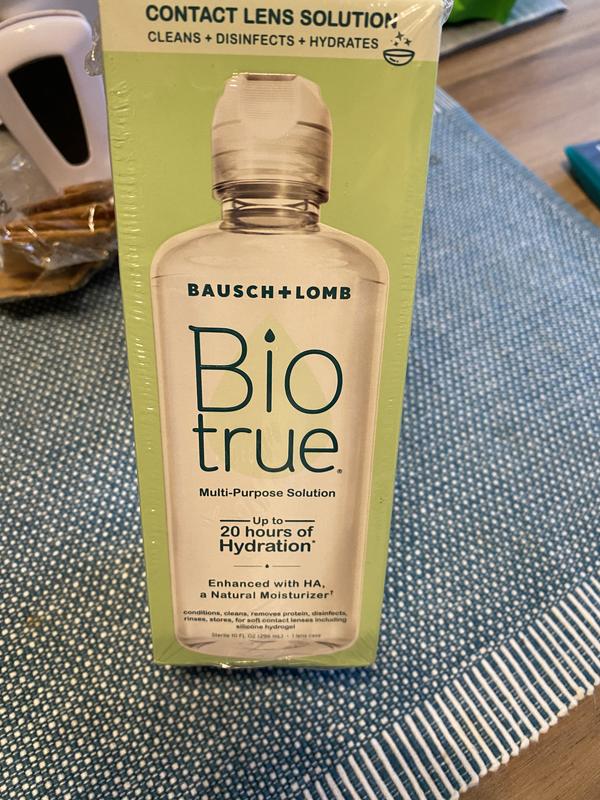 CONTACT LENS SOLUTION
CLEANS + DISINFECTS + HYDRATES
BAUSCH+LOMB
Bio
true®
Multi-Purpose Solution
Up to
20 hours of
Hydration*
Enhanced with HA,
a Natural Moisturizer†
conditions, cleans, removes protein, disinfects,
rinses, stores, for soft contact lenses including
silicone hydrogel
Sterile 10 FL OZ (296 mL) • 1 lens case